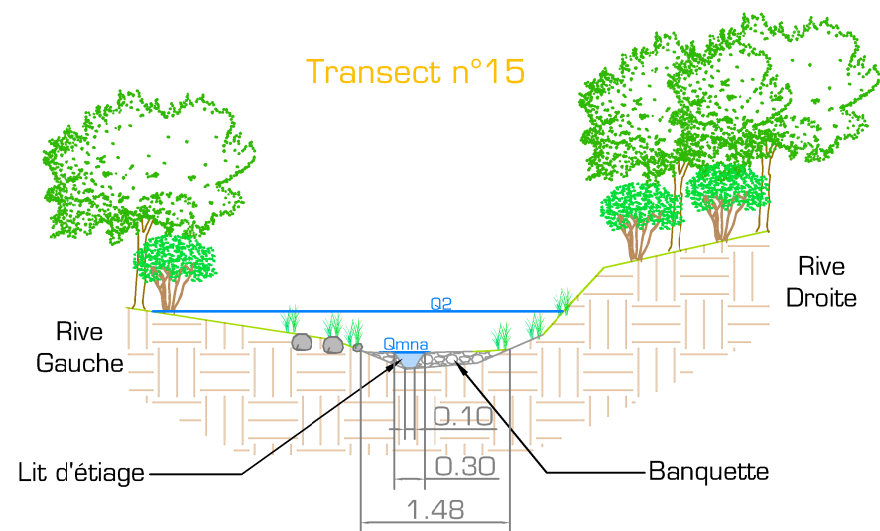 Transect n°15
Q2
Rive
Droite
Rive
Gauche
Qmna
0.10
Lit d'étiage
0.30
Banquette
1.48